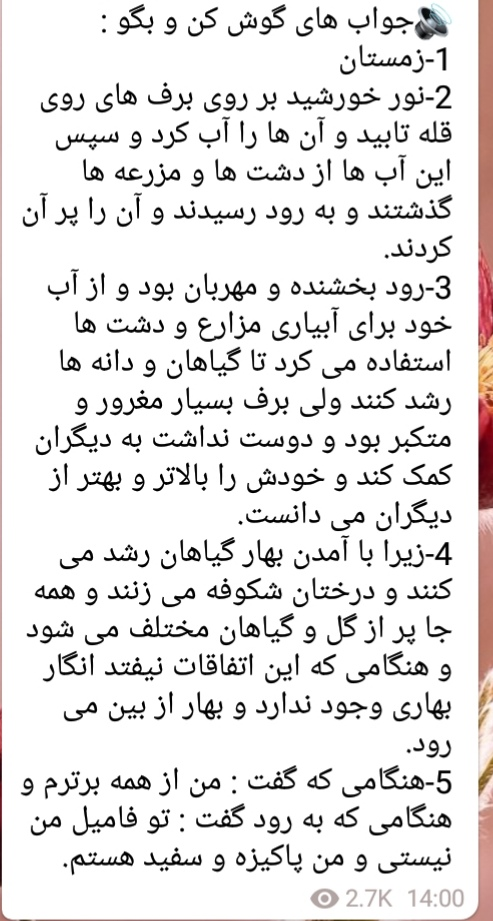 🔊جواب های گوش کن و بگو :
1-زمستان
2-نور خورشید بر روی برف های روی
قله تابید و آن ها را آب کرد و سپس
این آب ها از دشت ها و مزرعه ها
گذشتند و به رود رسیدند و آن را پر آن
کردند.
3-رود بخشنده و مهربان بود و از آب
خود برای آبیاری مزارع و دشت ها
استفاده می کرد تا گیاهان و دانه ها
رشد کنند ولی برف بسیار مغرور و
متکبر بود و دوست نداشت به دیگران
کمک کند و خودش را بالاتر و بهتر از
دیگران می دانست.
4-زیرا با آمدن بهار گیاهان رشد می
کنند و درختان شکوفه می زنند و همه
جا پر از گل و گیاهان مختلف می شود
و هنگامی که این اتفاقات نیفتد انگار
بهاری وجود ندارد و بهار از بین می
رود.
5-هنگامی که گفت : من از همه برترم و
هنگامی که به رود گفت : تو فامیل من
نیستی و من پاکیزه و سفید هستم.
2.7K 14:00